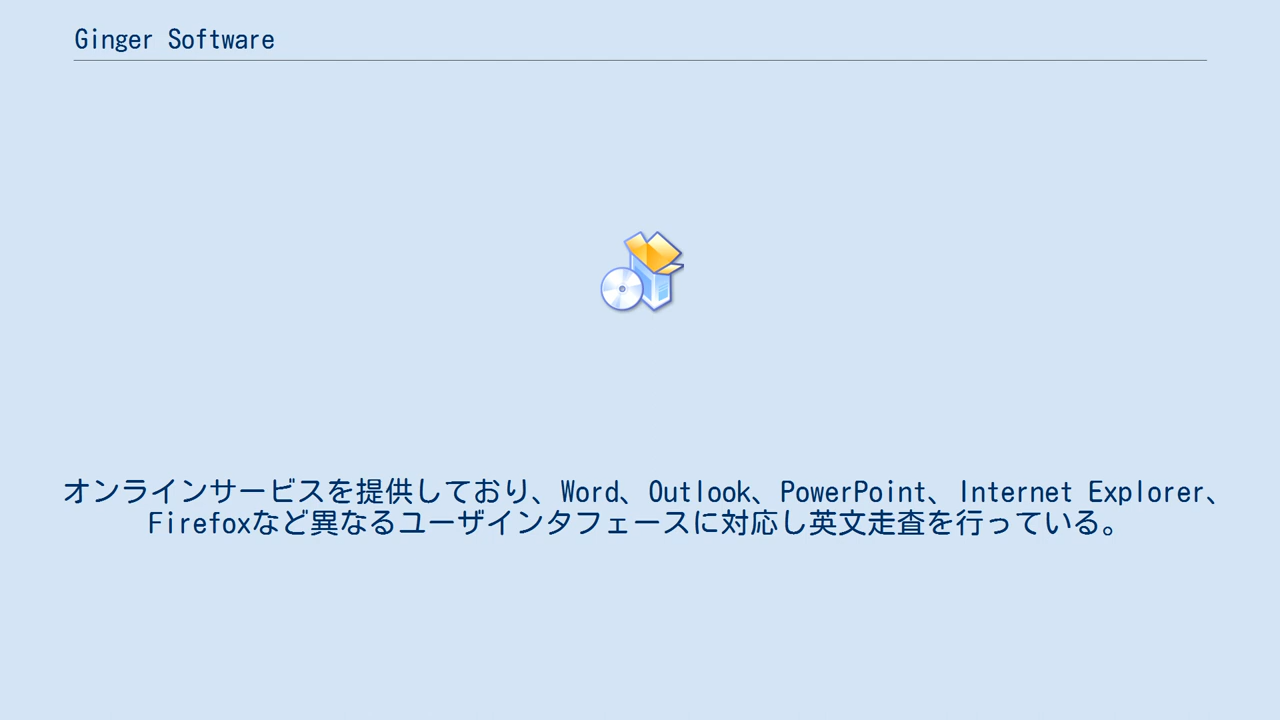 Ginger Software
オンラインサービスを提供しており、Word、Outlook、PowerPoint、Internet Explorer、
Firefoxなど異なるユーザインタフェースに対応し英文走査を行っている。